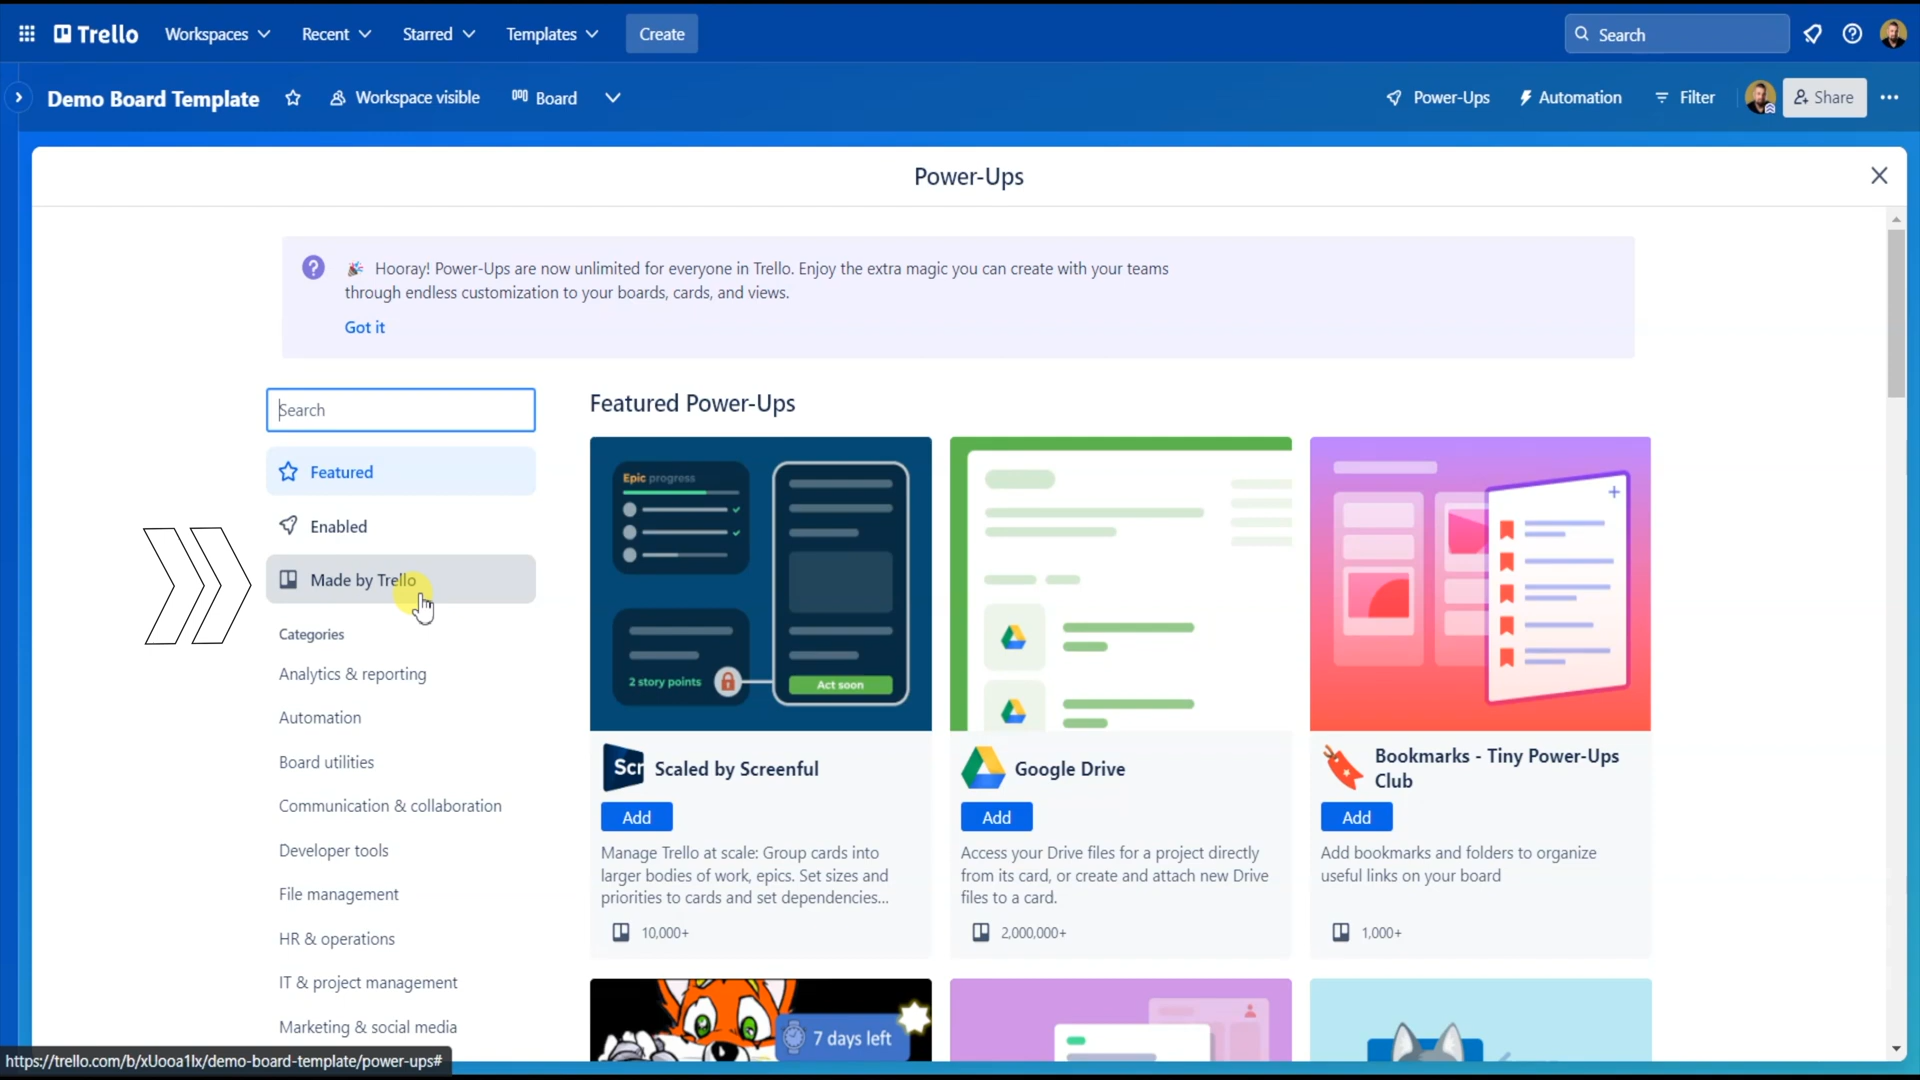 Trello
Workspaces
Recent
Starred
Templates
Create
Search
Demo Board Template
Workspace visible
Board
Power-Ups
Automation
Filter
Share
Power-Ups
Hooray! Power-Ups are now unlimited for everyone in Trello. Enjoy the extra magic you can create with your teams
through endless customization to your boards, cards, and views.
Got it
Search
Featured
Enabled
Made by Trello
Categories
Analytics & reporting
Automation
Board utilities
Communication & collaboration
Developer tools
File management
HR & operations
IT & project management
Marketing & social media
Featured Power-Ups
Epic progress
2 story points
Act soon
Scr
Scaled by Screenful
Add
Manage Trello at scale: Group cards into
larger bodies of work, epics. Set sizes and
priorities to cards and set dependencies...
10,000+
Google Drive
Add
Access your Drive files for a project directly
from its card, or create and attach new Drive
files to a card.
2,000,000+
Bookmarks - Tiny Power-Ups
Club
Add
Add bookmarks and folders to organize
useful links on your board
1,000+
7 days left
https://trello.com/b/xUooa1lx/demo-board-template/power-ups#